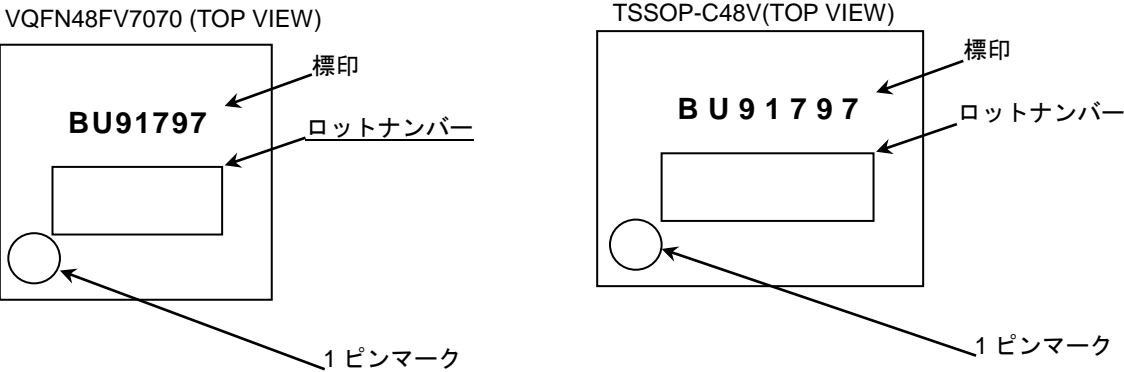 VQFN48FV7070 (TOP VIEW)
標印
BU91797
ロットナンバー
1 ピンマーク
TSSOP-C48V(TOP VIEW)
標印
BU91797
ロットナンバー
1 ピンマーク